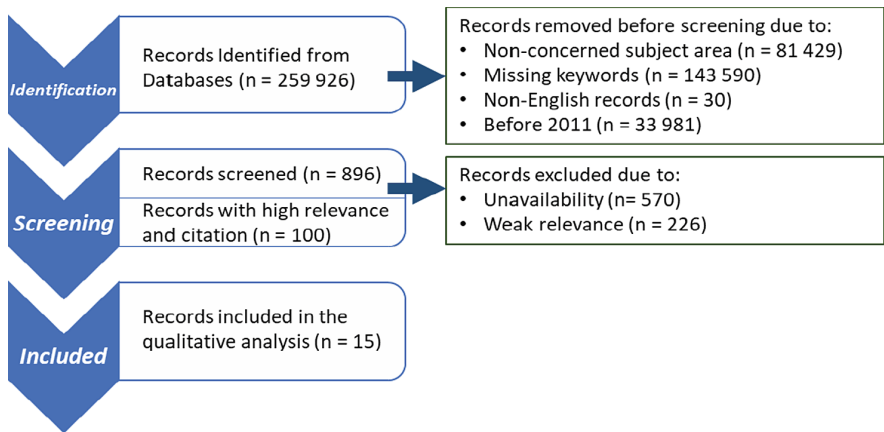 Identification
Records Identified from
Databases (n = 259 926)
Records removed before screening due to:
• Non-concerned subject area (n = 81 429)
• Missing keywords (n = 143 590)
• Non-English records (n = 30)
• Before 2011 (n = 33 981)
Screening
Records screened (n = 896)
Records with high relevance
and citation (n = 100)
Records excluded due to:
• Unavailability (n= 570)
• Weak relevance (n = 226)
Included
Records included in the
qualitative analysis (n = 15)